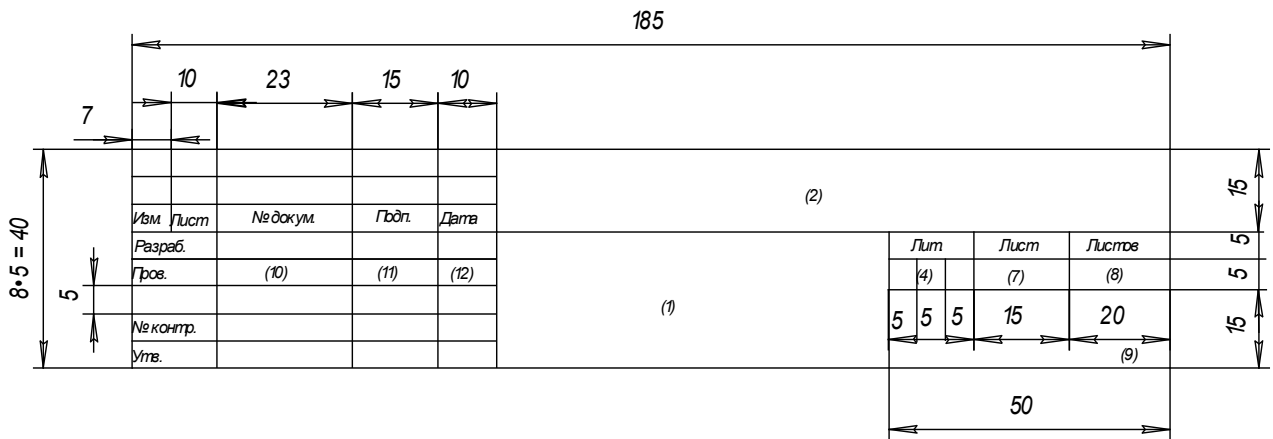 185
10 23 15 10
7
(2)
15
Изм. Лист № докум. Подп. Дата
Разраб. Лит. Лист Листов 5
Пров. (10) (11) (12) (4) (7) (8) 5
8•5 = 40
5
(1)
5 5 5 15 20 15
№ контр.
Утв. (9)
50